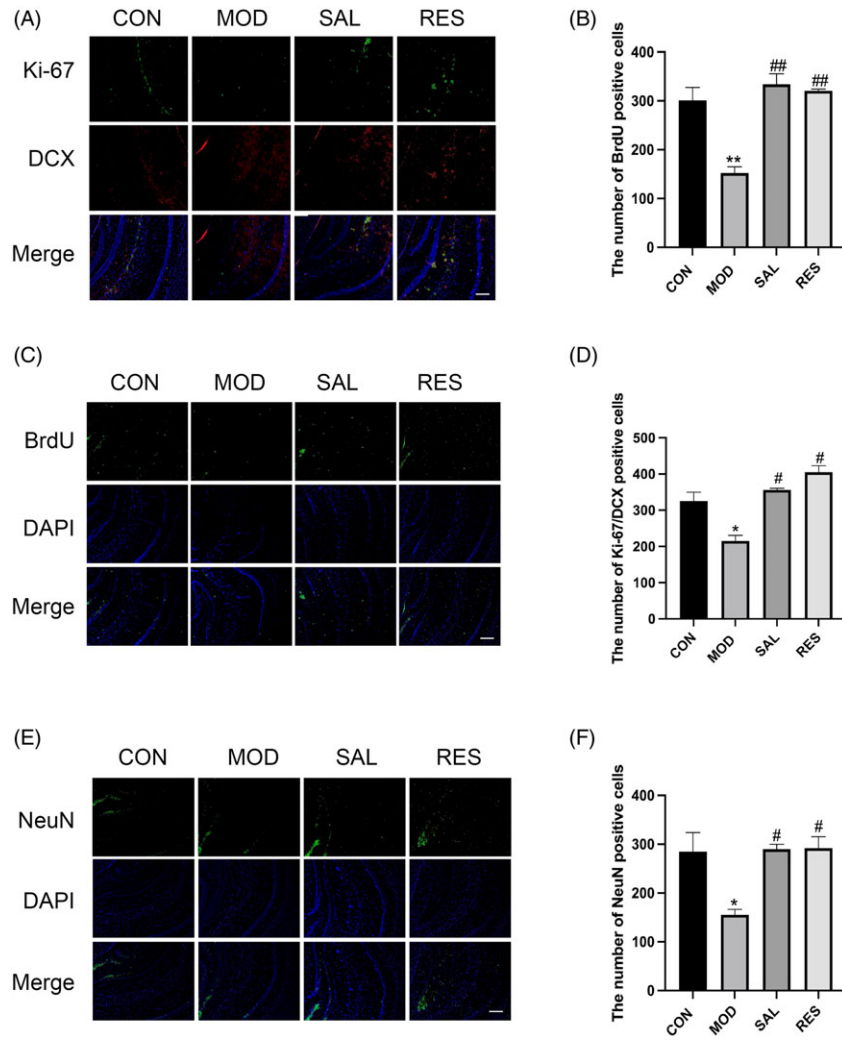 (A)
CON MOD SAL RES
Ki-67
DCX
Merge
(B)
The number of BrdU positive cells
400
300
200
100
0
**
##
##
CON MOD SAL RES
(C)
CON MOD SAL RES
BrdU
DAPI
Merge
(D)
The number of Ki-67/DCX positive cells
500
400
300
200
100
0
*
#
#
CON MOD SAL RES
(E)
CON MOD SAL RES
NeuN
DAPI
Merge
(F)
The number of NeuN positive cells
400
300
200
100
0
*
#
#
CON MOD SAL RES